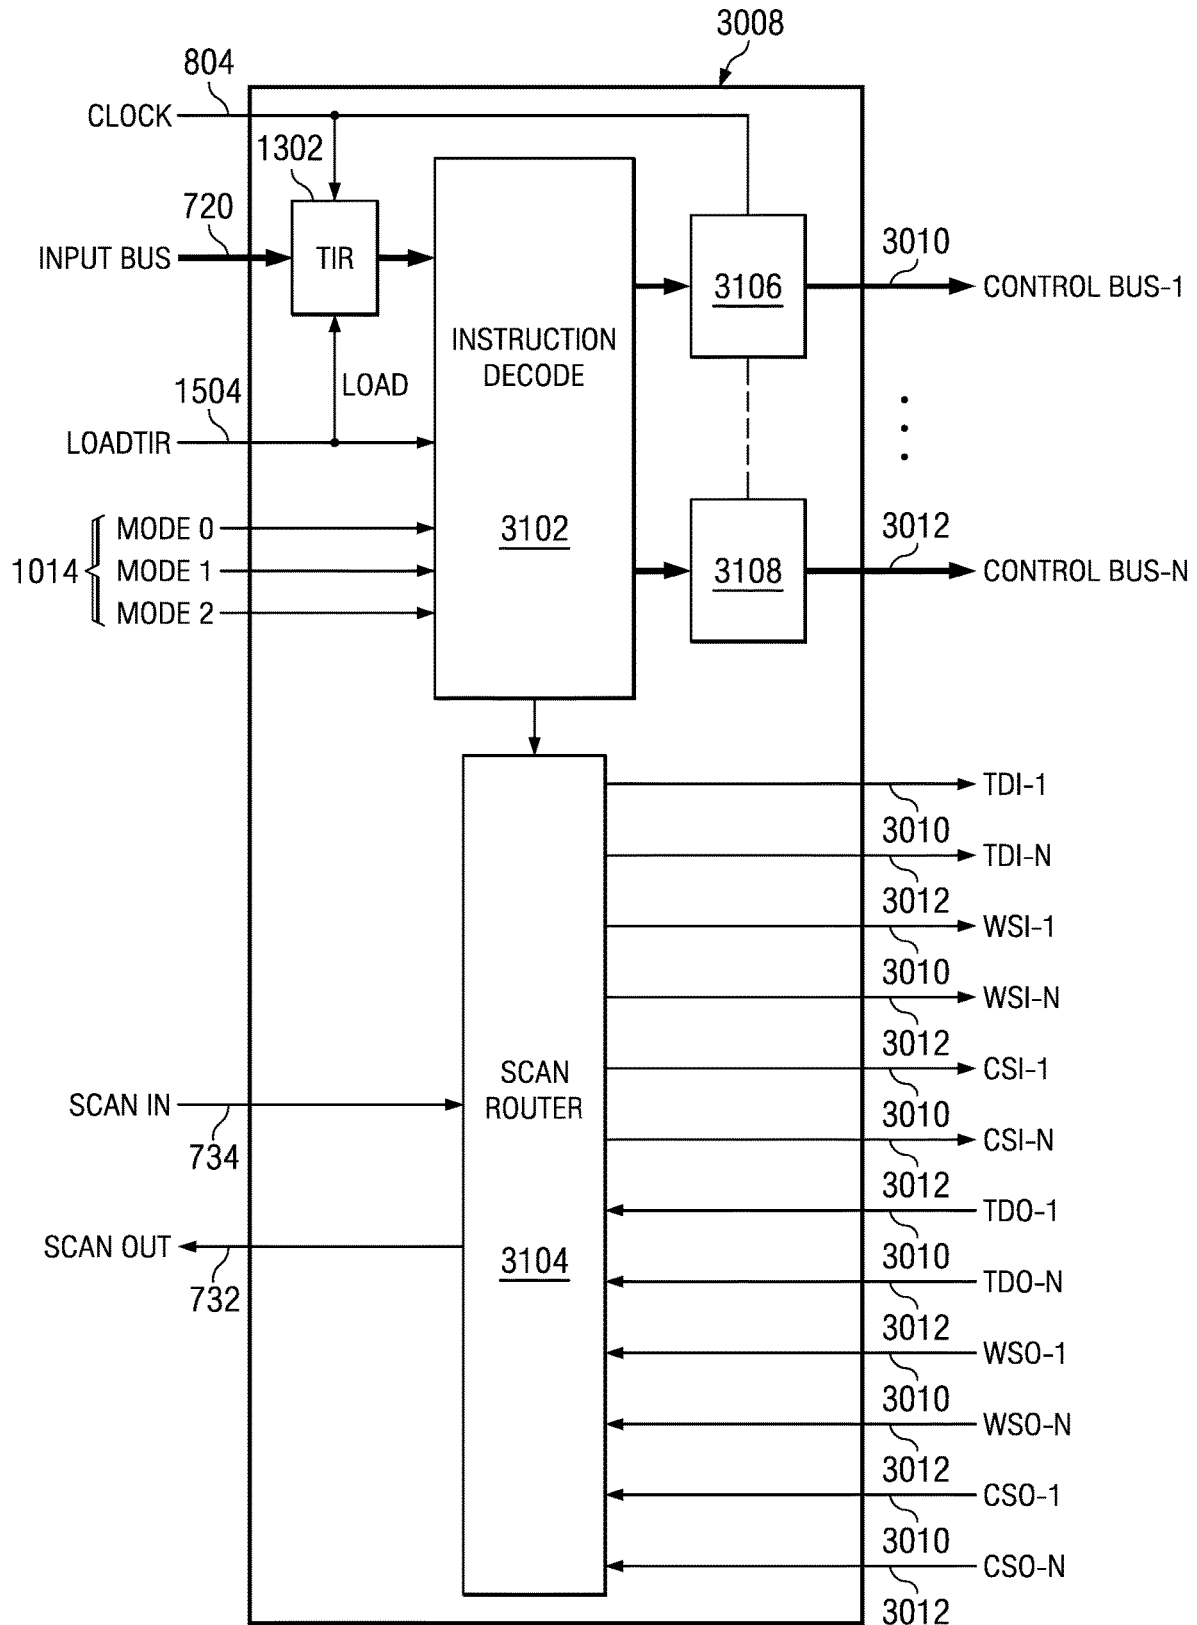 3008
804
CLOCK
1302
720
INPUT BUS
TIR
3010
3106
CONTROL BUS-1
INSTRUCTION
DECODE
LOAD
1504
LOADTIR
3102
MODE 0
1014
MODE 1
MODE 2
3108
3012
CONTROL BUS-N
TDI-1
3010
TDI-N
3012
WSI-1
3010
WSI-N
3012
CSI-1
3010
CSI-N
3012
SCAN
ROUTER
SCAN IN
734
TDO-1
3010
SCAN OUT
732
3104
TDO-N
3012
WSO-1
3010
WSO-N
3012
CSO-1
3010
CSO-N
3012